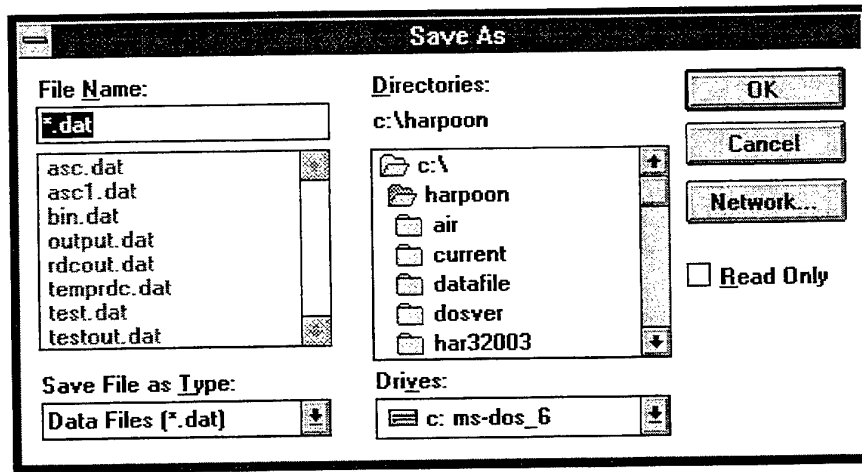 Save As
File Name:
*.dat
asc.dat
asc1.dat
bin.dat
output.dat
rdcout.dat
temprdc.dat
test.dat
testout.dat
Save File as Type:
Data Files (*.dat)
Directories:
c:\harpoon
c:\
harpoon
air
current
datafile
dosver
har32003
Drives:
c: ms-dos_6
OK
Cancel
Network...
Read Only